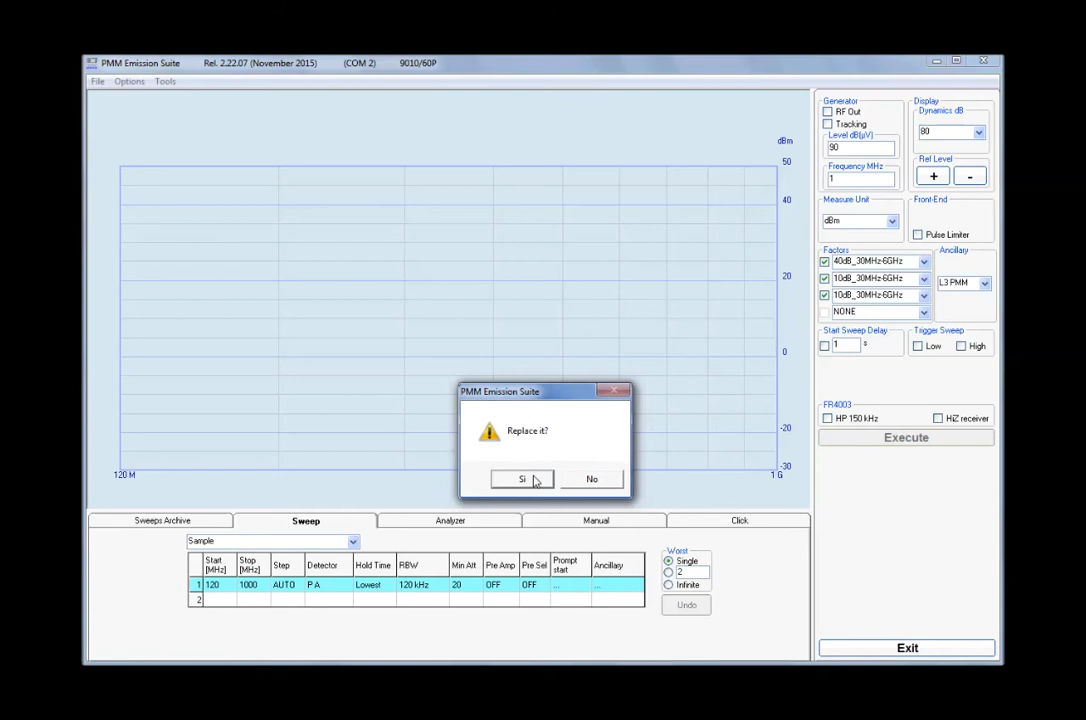 PMM Emission Suite Rel. 2.22.07 (November 2015) (COM 2) 9010/60P
File Options Tools
dBm
50
40
20
0
-20
-30
120 M 1 G
PMM Emission Suite
Replace it?
Si No
Generator
RF Out
Tracking
Level dB(µV)
90
Frequency MHz
1
Display
Dynamics dB
80
Ref Level
+ -
Measure Unit
dBm
Front-End
Pulse Limiter
Factors
40dB_30MHz-6GHz
10dB_30MHz-6GHz
10dB_30MHz-6GHz
NONE
Ancillary
L3 PMM
Start Sweep Delay
1 s
Trigger Sweep
Low High
FR4003
HP 150 kHz HiZ receiver
Execute
Sweeps Archive Sweep Analyzer Manual Click
Sample
Start [MHz] Stop [MHz] Step Detector Hold Time RBW Min Att Pre Amp Pre Sel Prompt start Ancillary
1 120 1000 AUTO P A Lowest 120 kHz 20 OFF OFF ... ...
2
Worst
Single
2
Infinite
Undo
Exit